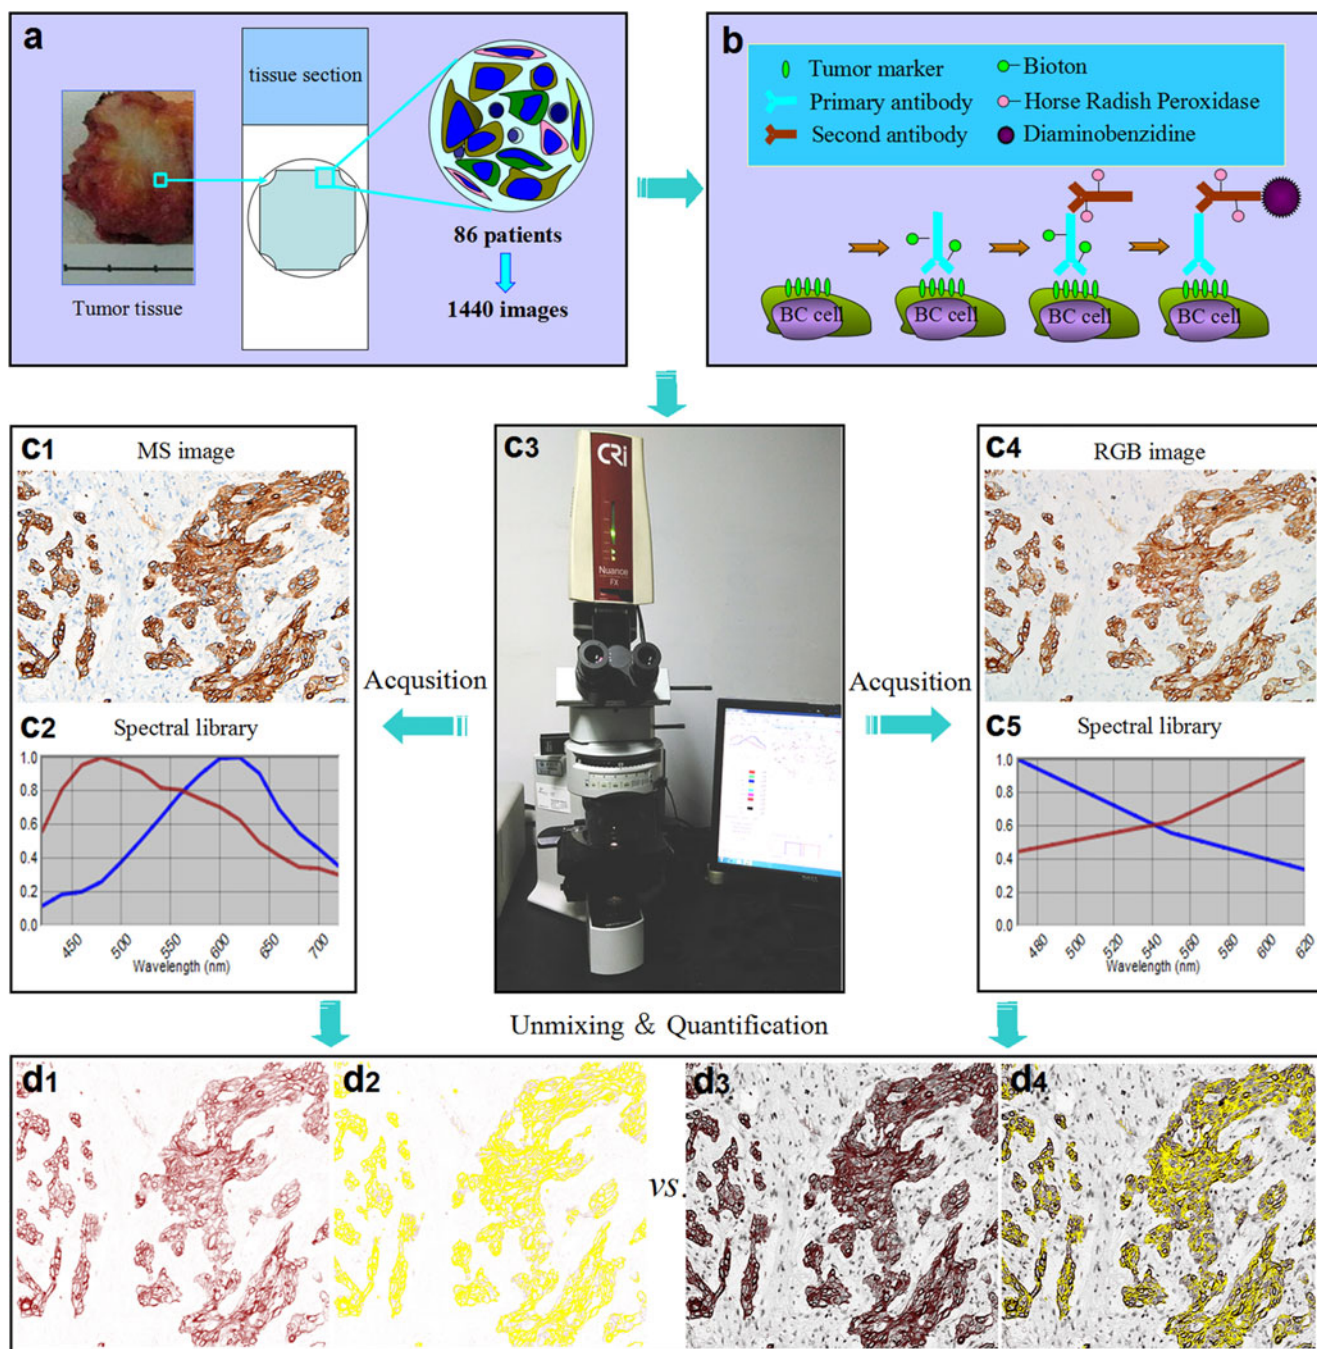 a
tissue section
Tumor tissue
86 patients
1440 images
b
Tumor marker
Bioton
Primary antibody
Horse Radish Peroxidase
Second antibody
Diaminobenzidine
BC cell
BC cell
BC cell
BC cell
c1
MS image
c2
Spectral library
1.0
0.8
0.6
0.4
0.2
0.0
450 500 550 600 650 700
Wavelength (nm)
Acqusition
c3
CRi
Nuance
FX
Acqusition
c4
RGB image
c5
Spectral library
1.0
0.8
0.6
0.4
0.2
0.0
480 500 520 540 560 580 600 620
Wavelength (nm)
Unmixing & Quantification
d1
d2
vs.
d3
d4